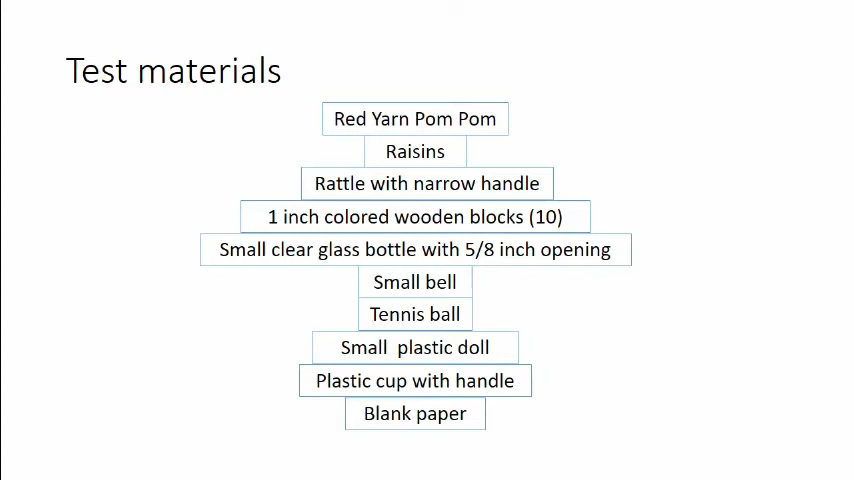 Test materials
Red Yarn Pom Pom
Raisins
Rattle with narrow handle
1 inch colored wooden blocks (10)
Small clear glass bottle with 5/8 inch opening
Small bell
Tennis ball
Small  plastic doll
Plastic cup with handle
Blank paper